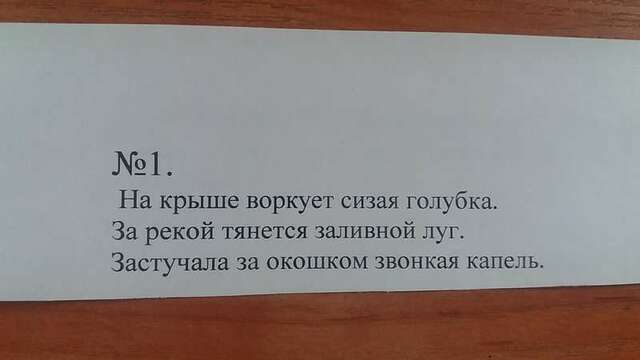 №1.
На крыше воркует сизая голубка.
За рекой тянется заливной луг.
Застучала за окошком звонкая капель.